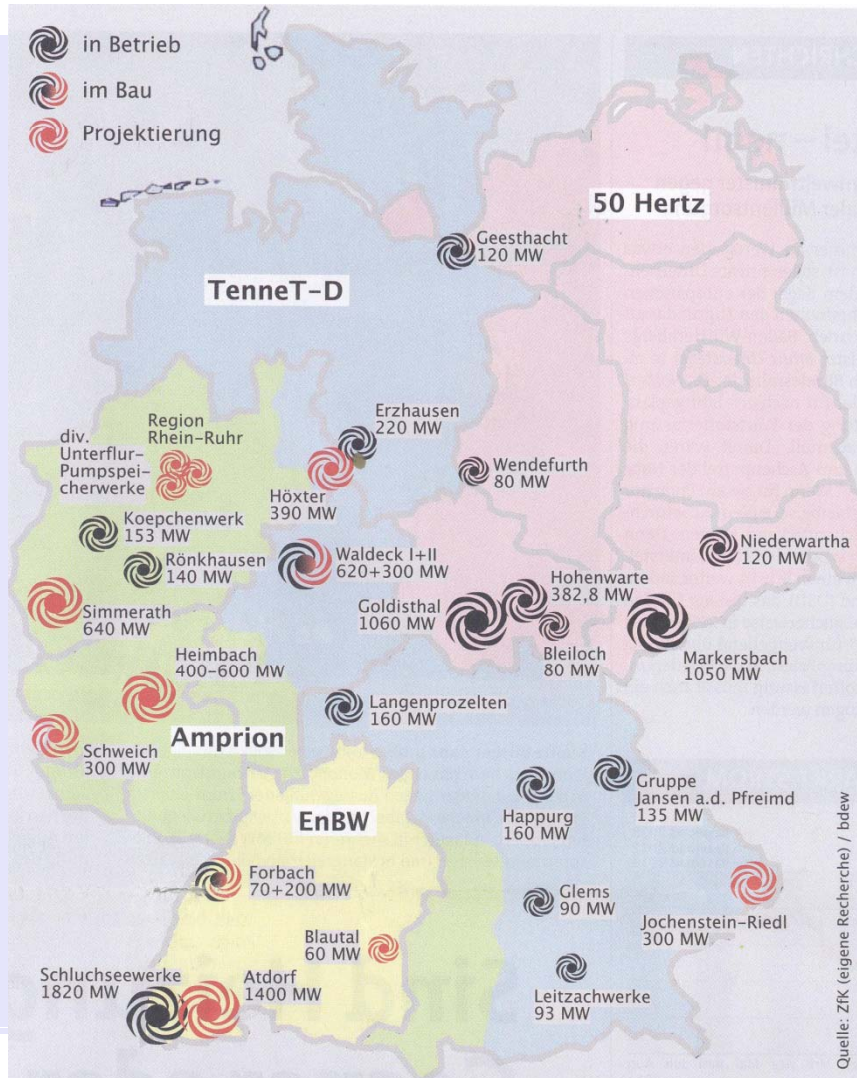 in Betrieb
im Bau
Projektierung
50 Hertz
Geesthacht
120 MW
TenneT-D
Erzhausen
220 MW
Region
Rhein-Ruhr
div.
Unterflur-
Pumpspei-
cherwerke
Wendefurth
80 MW
Höxter
390 MW
Koepchenwerk
153 MW
Niederwartha
120 MW
Rönkhausen
140 MW
Waldeck I+II
620+300 MW
Hohenwarte
382,8 MW
Goldisthal
1060 MW
Simmerath
640 MW
Bleiloch
80 MW
Markersbach
1050 MW
Heimbach
400-600 MW
Langenprozelten
160 MW
Amprion
Schweich
300 MW
Gruppe
Jansen a.d. Pfreimd
135 MW
Happurg
160 MW
EnBW
Forbach
70+200 MW
Glems
90 MW
Jochenstein-Riedl
300 MW
Blautal
60 MW
Schluchseewerke
1820 MW
Atdorf
1400 MW
Leitzachwerke
93 MW
Quelle: ZfK (eigene Recherche) / bdew